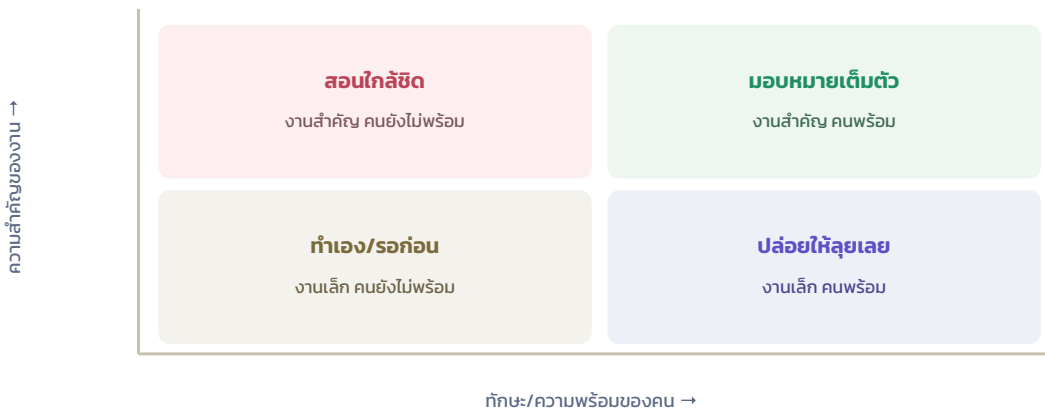 สอนใกล้ชิด
งานสำคัญ คนยังไม่พร้อม
มอบหมายเต็มตัว
งานสำคัญ คนพร้อม
ความสำคัญของงาน →
ทำเอง/รอก่อน
งานเล็ก คนยังไม่พร้อม
ปล่อยให้ลุยเลย
งานเล็ก คนพร้อม
ทักษะ/ความพร้อมของคน →